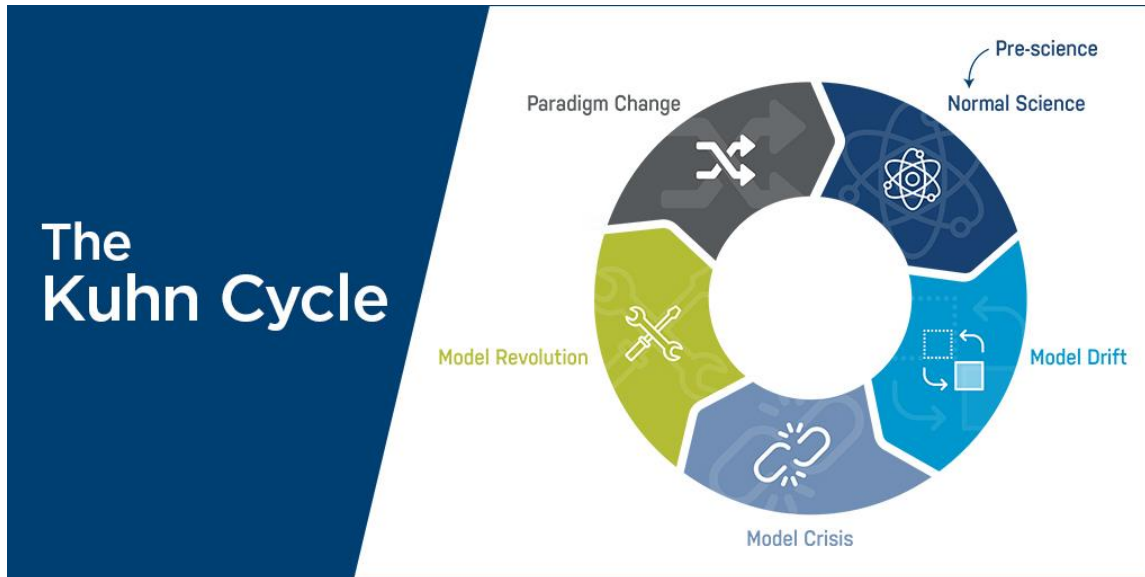 The
Kuhn Cycle
Pre-science
Normal Science
Model Drift
Model Crisis
Model Revolution
Paradigm Change